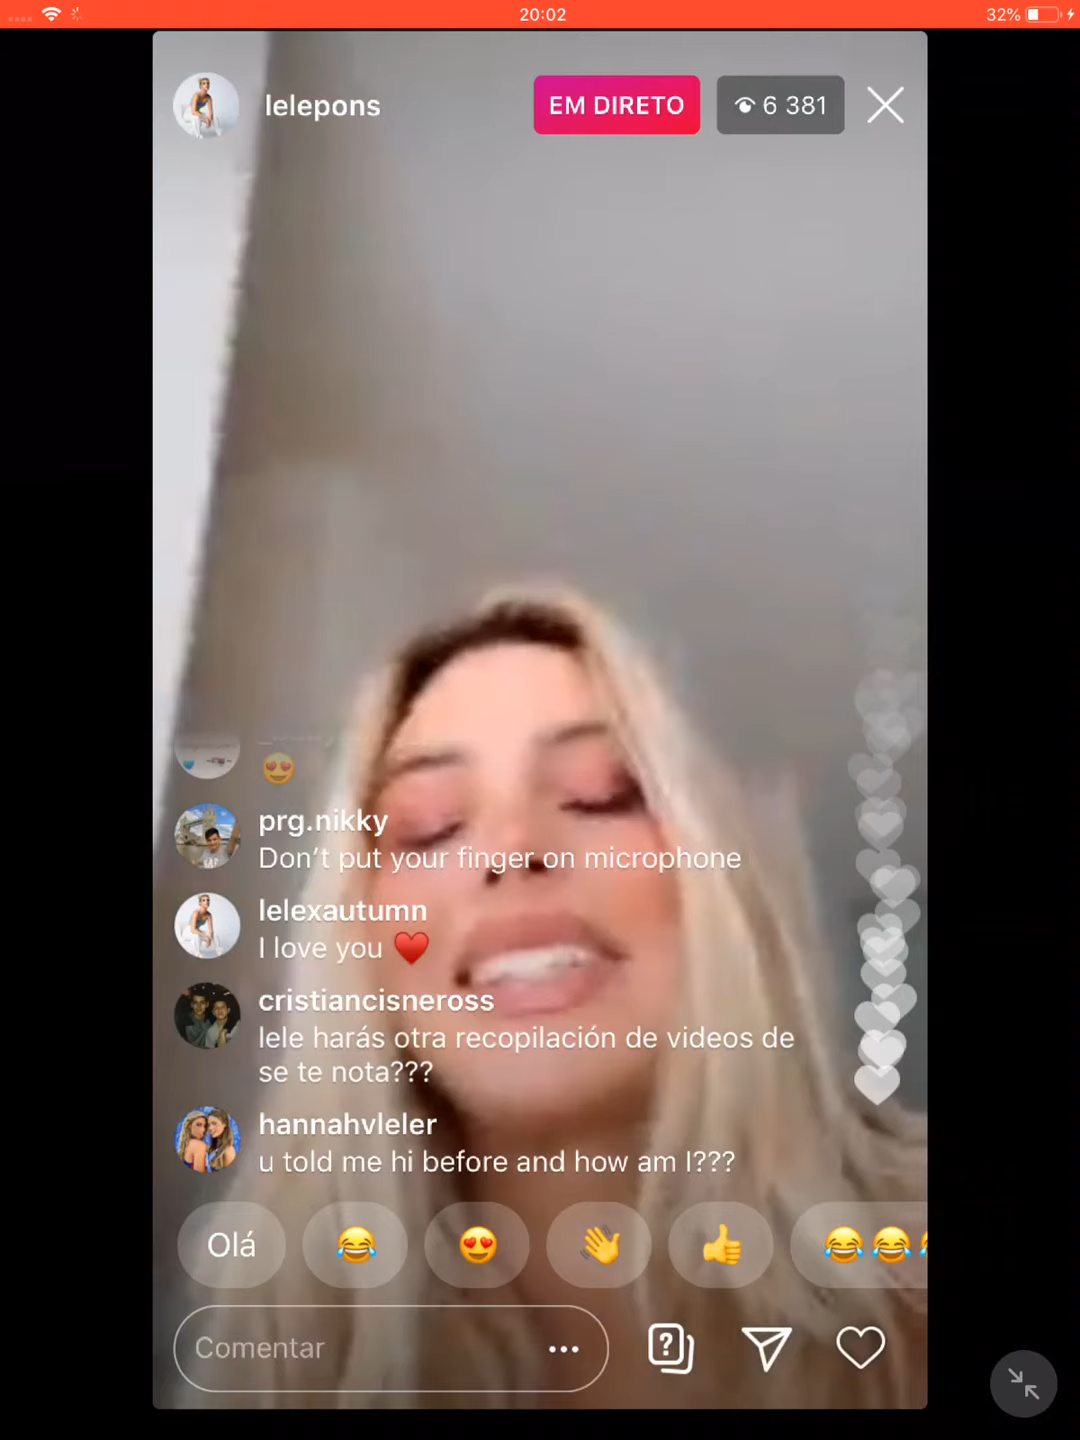 20:02
32%
lelepons
EM DIRETO
6 381
prg.nikky
Don’t put your finger on microphone
lelexautumn
I love you
cristiancisneross
lele harás otra recopilación de videos de
se te nota???
hannahvleler
u told me hi before and how am I???
Olá
Comentar